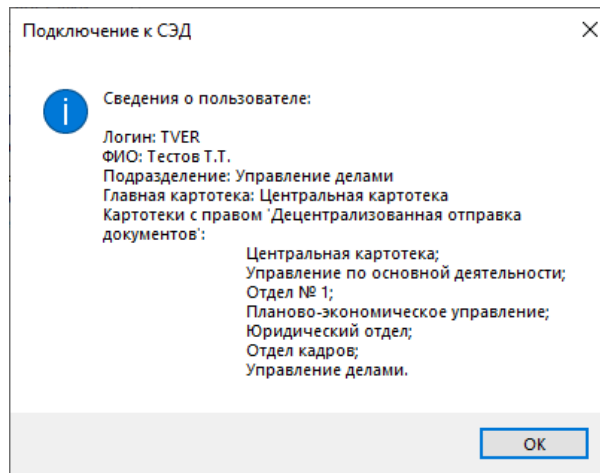 Подключение к СЭД
Сведения о пользователе:
Логин: TVER
ФИО: Тестов Т.Т.
Подразделение: Управление делами
Главная картотека: Центральная картотека
Картотеки с правом 'Децентрализованная отправка
документов':
Центральная картотека;
Управление по основной деятельности;
Отдел № 1;
Планово-экономическое управление;
Юридический отдел;
Отдел кадров;
Управление делами.
ОК